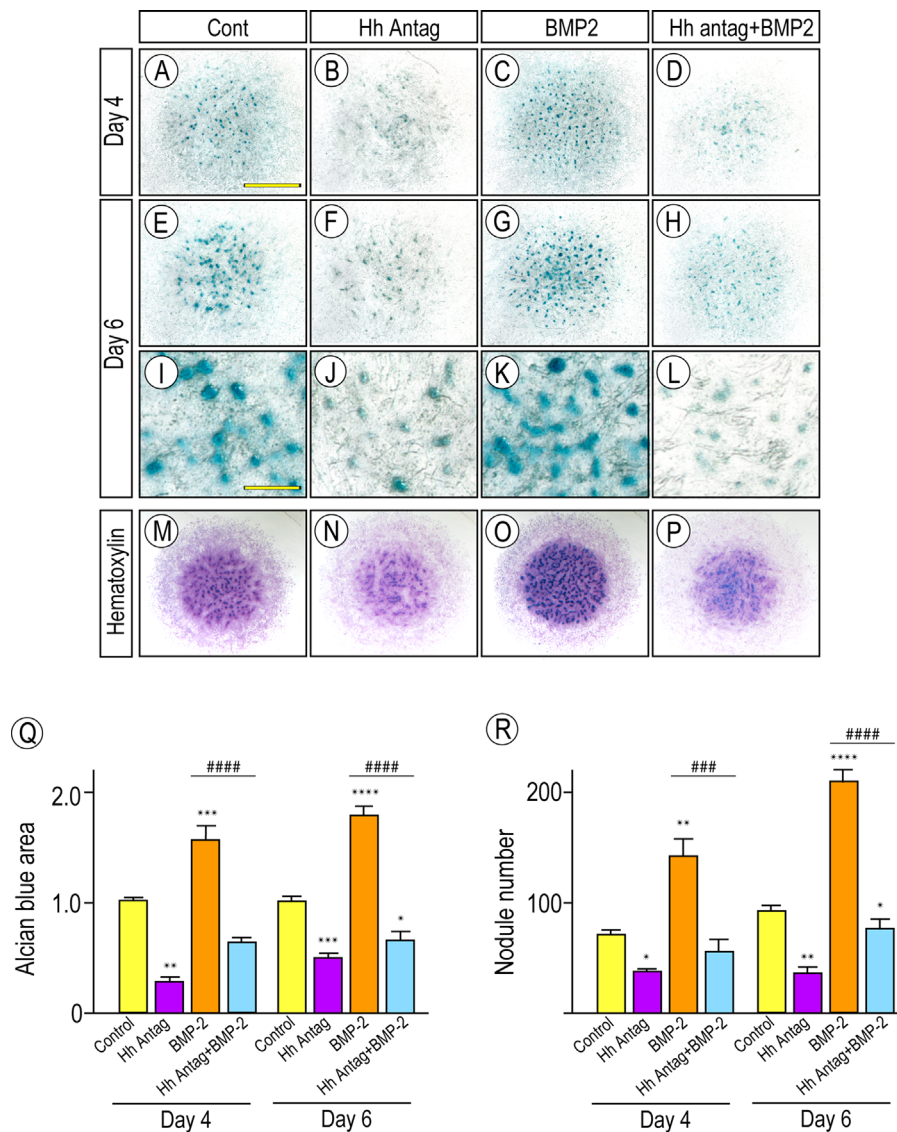 Cont Hh Antag BMP2 Hh antag+BMP2
Day 4
A B C D
Day 6
E F G H
I J K L
Hematoxylin
M N O P
Q
Alcian blue area
2.0
1.0
0
#### ####
*** ****
** *** *
Control Hh Antag BMP-2 Hh Antag+BMP-2 Control Hh Antag BMP-2 Hh Antag+BMP-2
Day 4 Day 6
R
Nodule number
200
100
0
### ####
** ****
* ** *
Control Hh Antag BMP-2 Hh Antag+BMP-2 Control Hh Antag BMP-2 Hh Antag+BMP-2
Day 4 Day 6